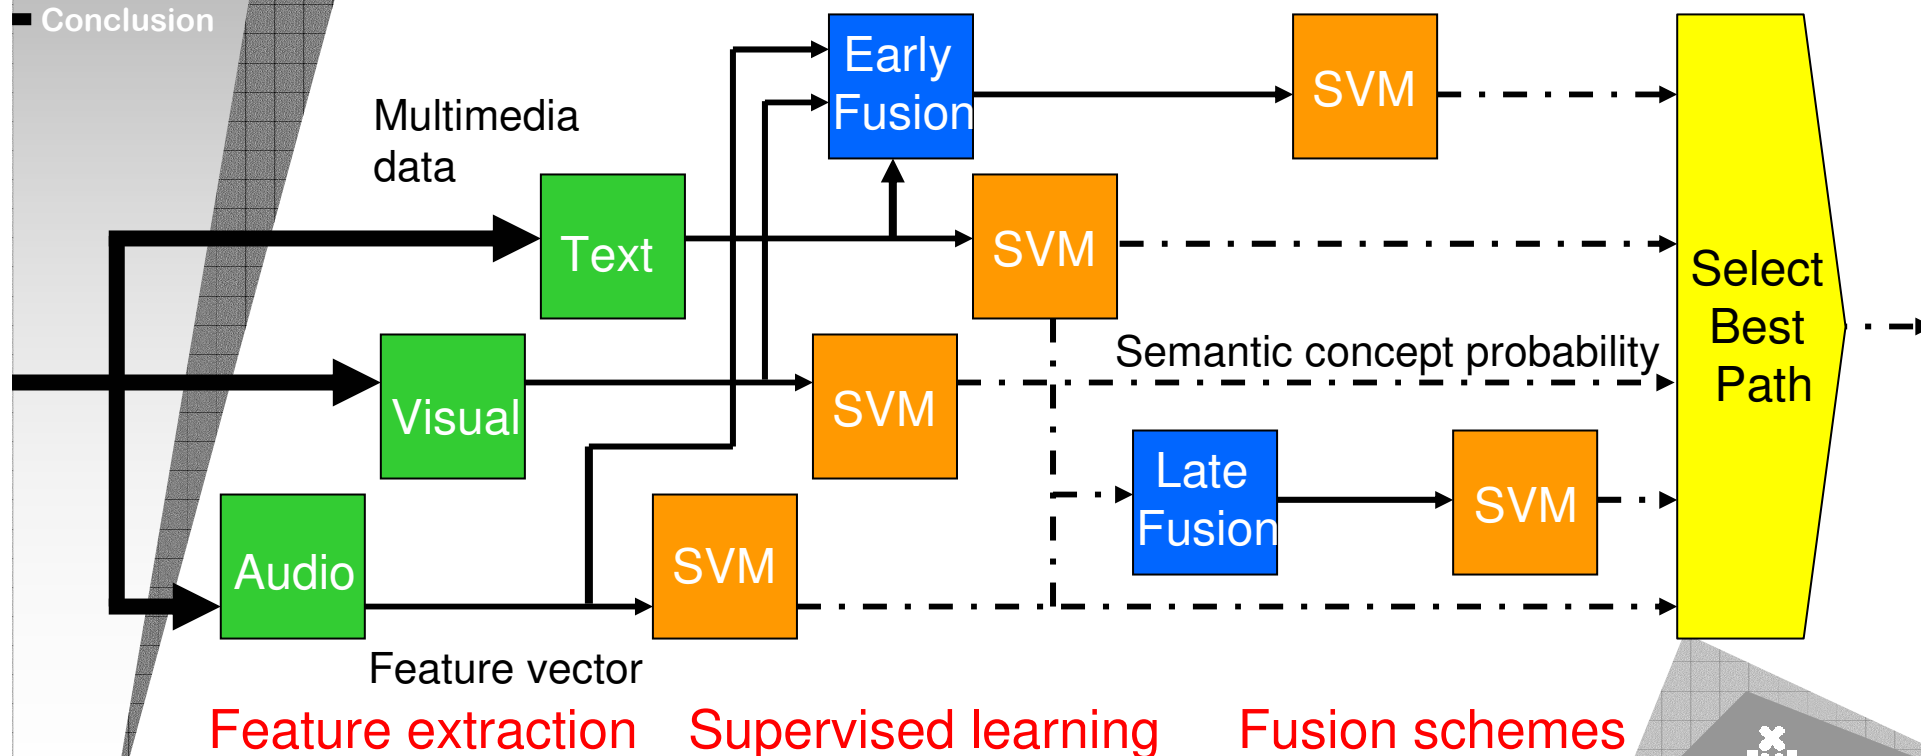 Conclusion
Multimedia
data
Early
Fusion
SVM
Text
SVM
Select
Best
Path
Semantic concept probability
Visual
SVM
Late
Fusion
SVM
Audio
SVM
Feature vector
Feature extraction
Supervised learning
Fusion schemes